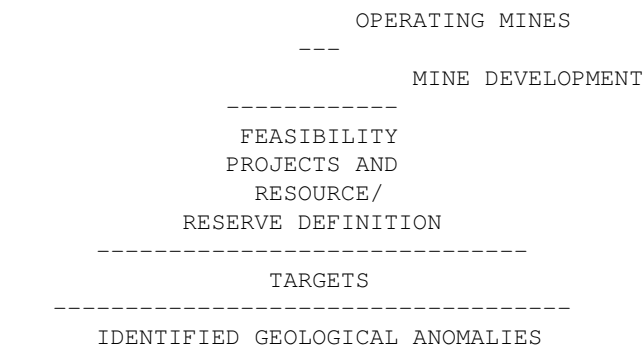 OPERATING MINES
---
MINE DEVELOPMENT
------------
FEASIBILITY
PROJECTS AND
RESOURCE/
RESERVE DEFINITION
------------------------------
TARGETS
------------------------------------
IDENTIFIED GEOLOGICAL ANOMALIES